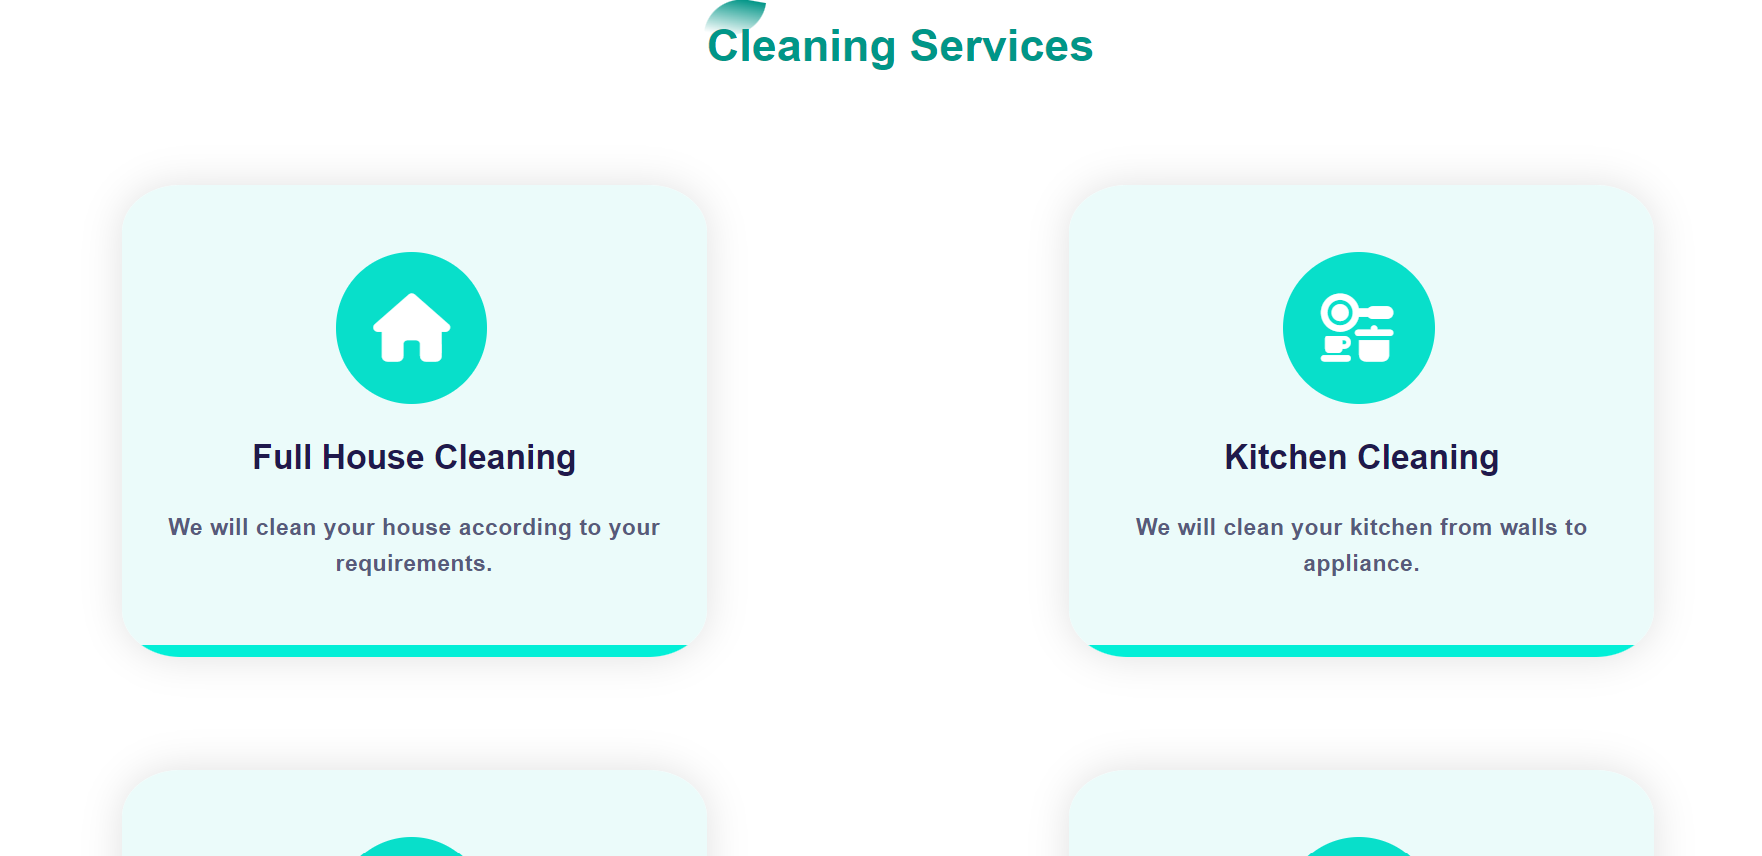 Cleaning Services
Full House Cleaning
We will clean your house according to your
requirements.
Kitchen Cleaning
We will clean your kitchen from walls to
appliance.